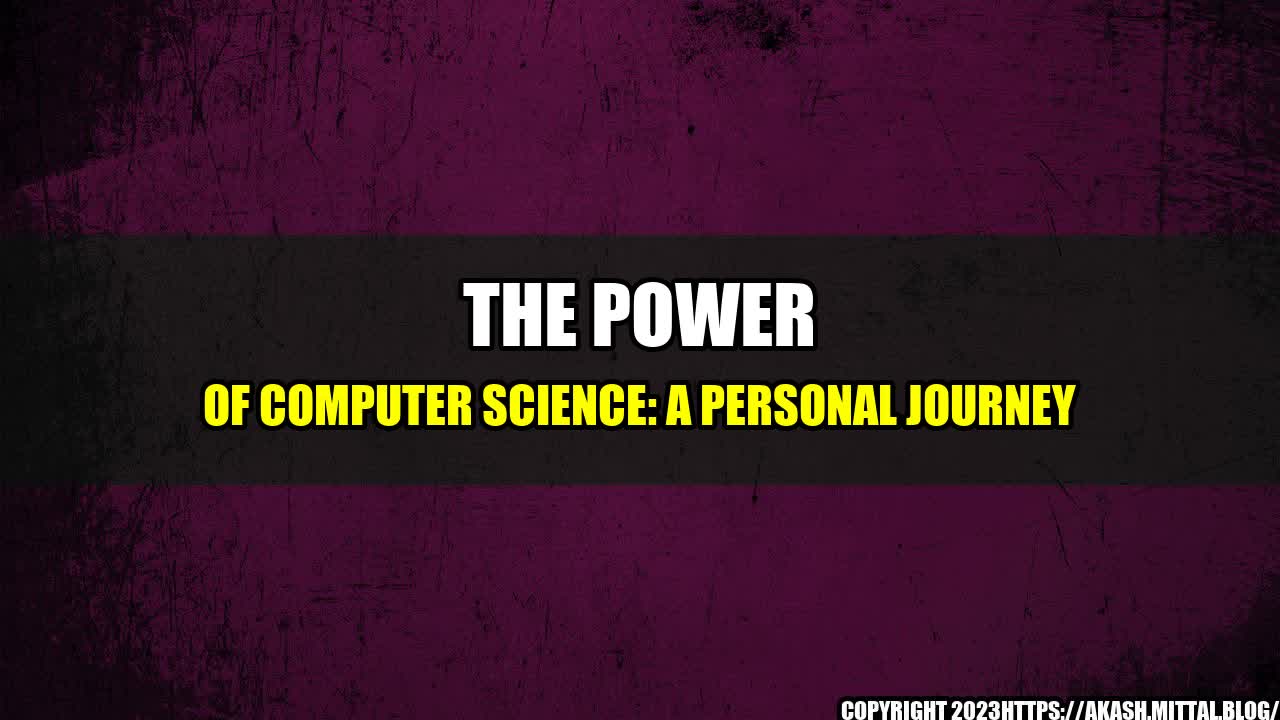 THE POWER
OF COMPUTER SCIENCE: A PERSONAL JOURNEY
COPYRIGHT 2023HTTPS://AKASH.MITTAL.BLOG/